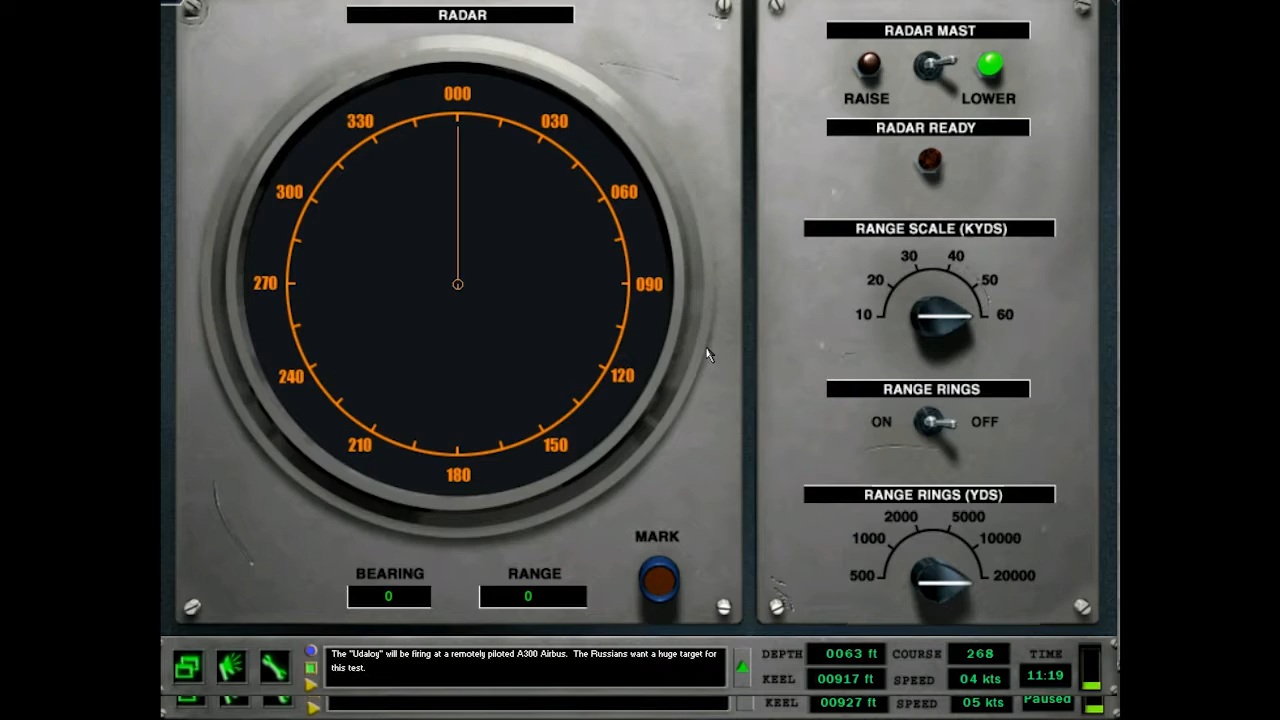 RADAR
000
330
030
300
060
270
090
240
120
210
150
180
MARK
BEARING
RANGE
0
0
RADAR MAST
RAISE
LOWER
RADAR READY
RANGE SCALE (KYDS)
30
40
20
50
10
60
RANGE RINGS
ON
OFF
RANGE RINGS (YDS)
2000
5000
1000
10000
500
20000
The "Udaloy" will be firing at a remotely piloted A300 Airbus. The Russians want a huge target for
this test.
DEPTH 0063 ft COURSE 268 TIME
KEEL 00917 ft SPEED 04 kts 11:19
KEEL 00927 ft SPEED 05 kts Paused